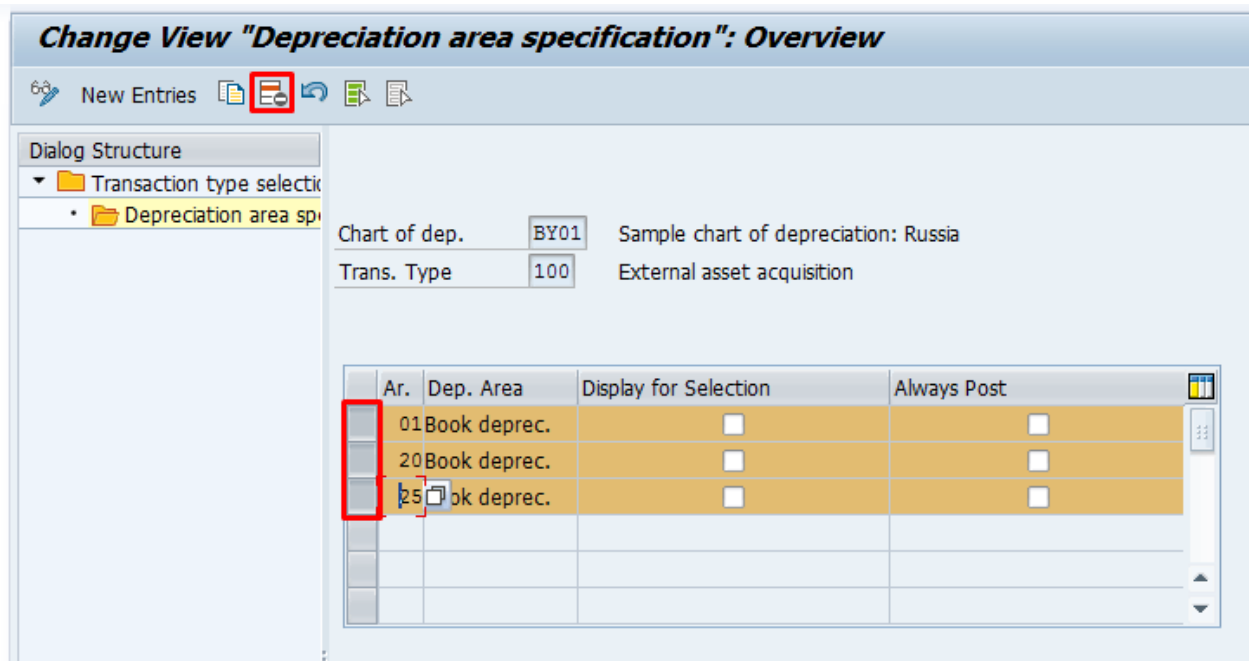 Change View "Depreciation area specification": Overview
New Entries
Dialog Structure
Transaction type selectio
Depreciation area spe
Chart of dep. BY01 Sample chart of depreciation: Russia
Trans. Type 100 External asset acquisition
Ar. Dep. Area Display for Selection Always Post
01 Book deprec.
20 Book deprec.
25 ok deprec.